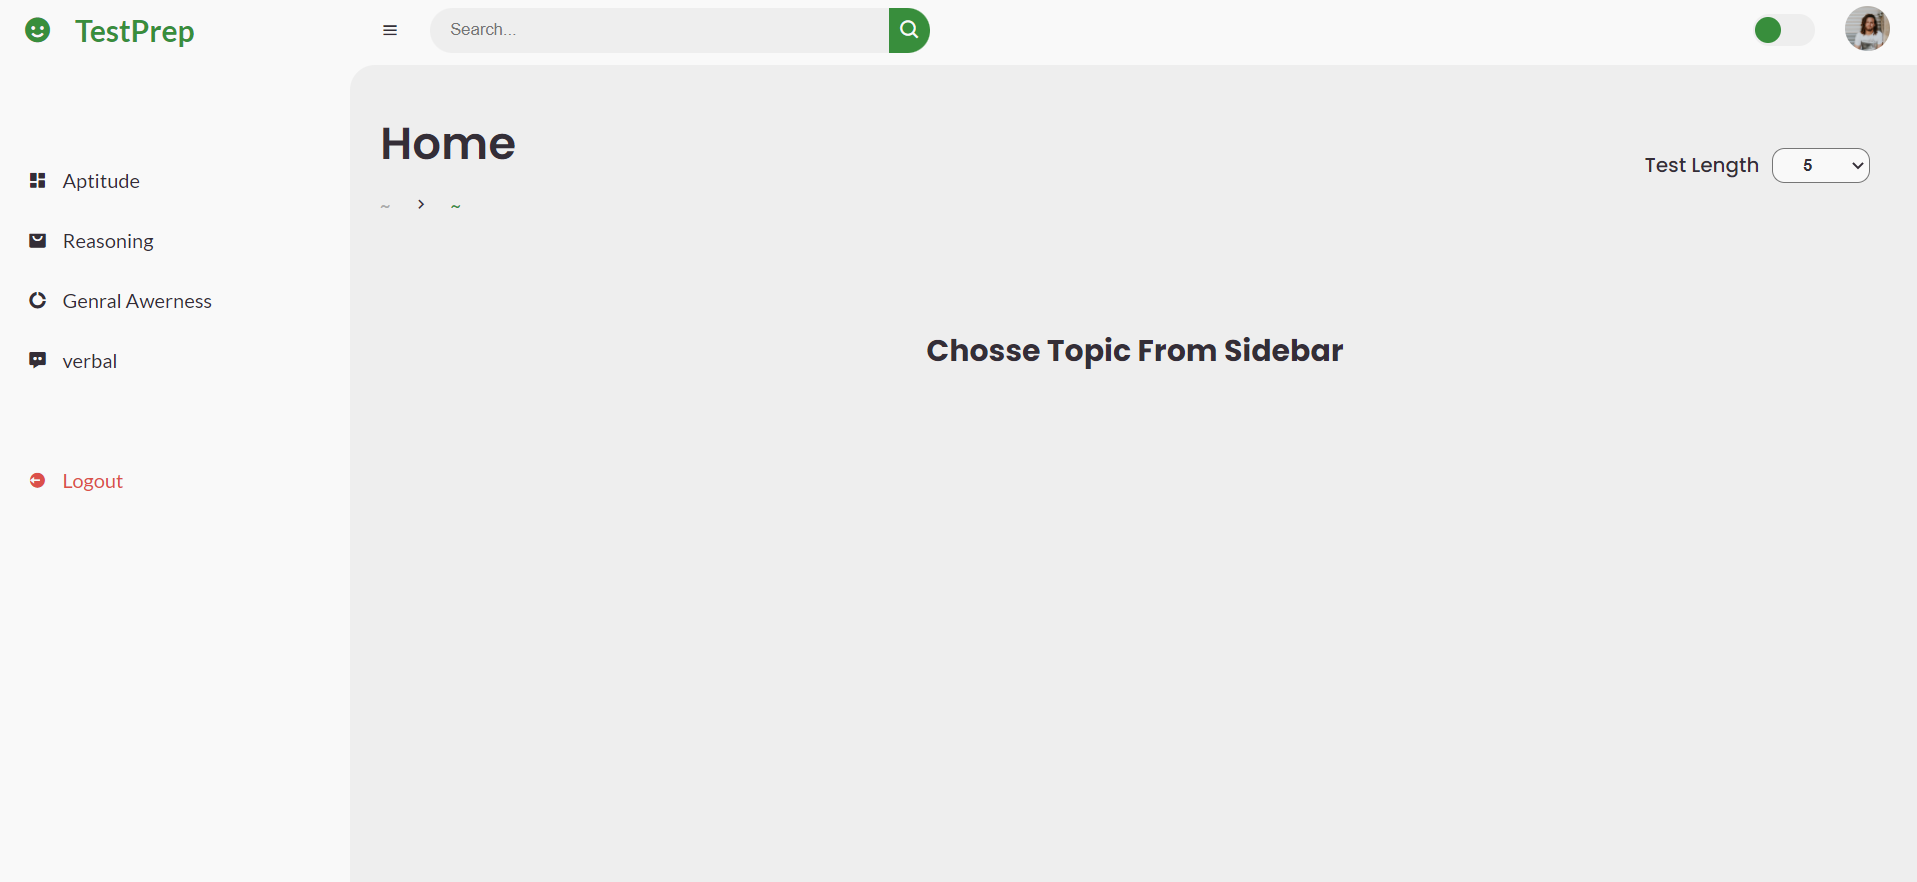 TestPrep
Search...
Aptitude
Reasoning
Genral Awerness
verbal
Logout
Home
~ > ~
Test Length 5
Chosse Topic From Sidebar